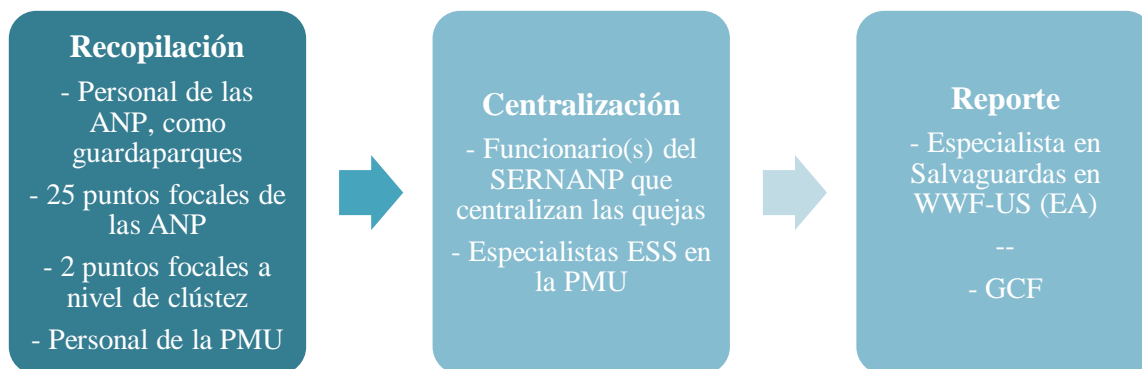 Recopilación
- Personal de las
ANP, como
guardaparques
- 25 puntos focales de
las ANP
- 2 puntos focales a
nivel de clústez
- Personal de la PMU
Centralización
- Funcionario(s) del
SERNANP que
centralizan las quejas
- Especialistas ESS en
la PMU
Reporte
- Especialista en
Salvaguardas en
WWF-US (EA)
--
- GCF